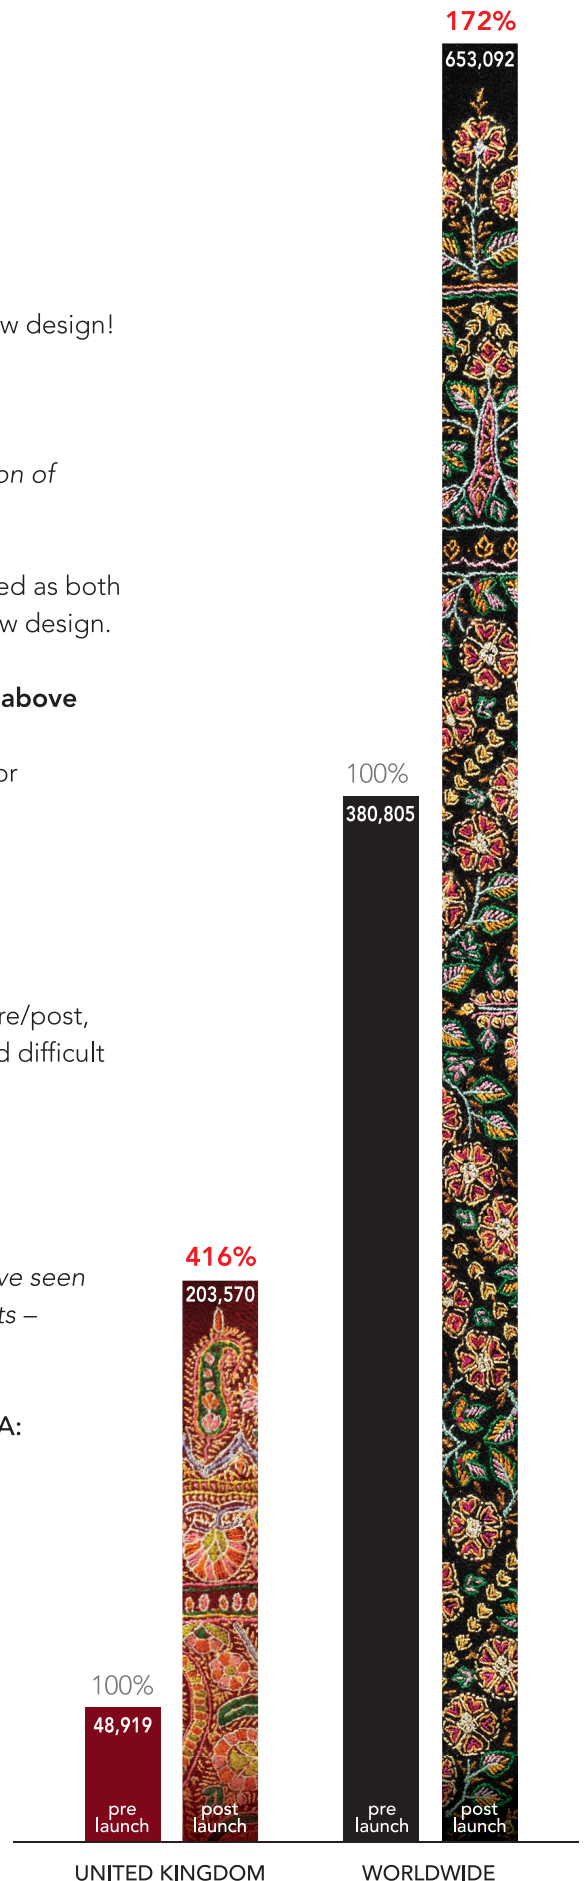 172%
653,092
w design!
on of
ed as both
w design.
above
or
100%
380,805
re/post,
d difficult
416%
203,570
ve seen
ts –
A:
100%
48,919
pre
launch
post
launch
pre
launch
post
launch
UNITED KINGDOM
WORLDWIDE